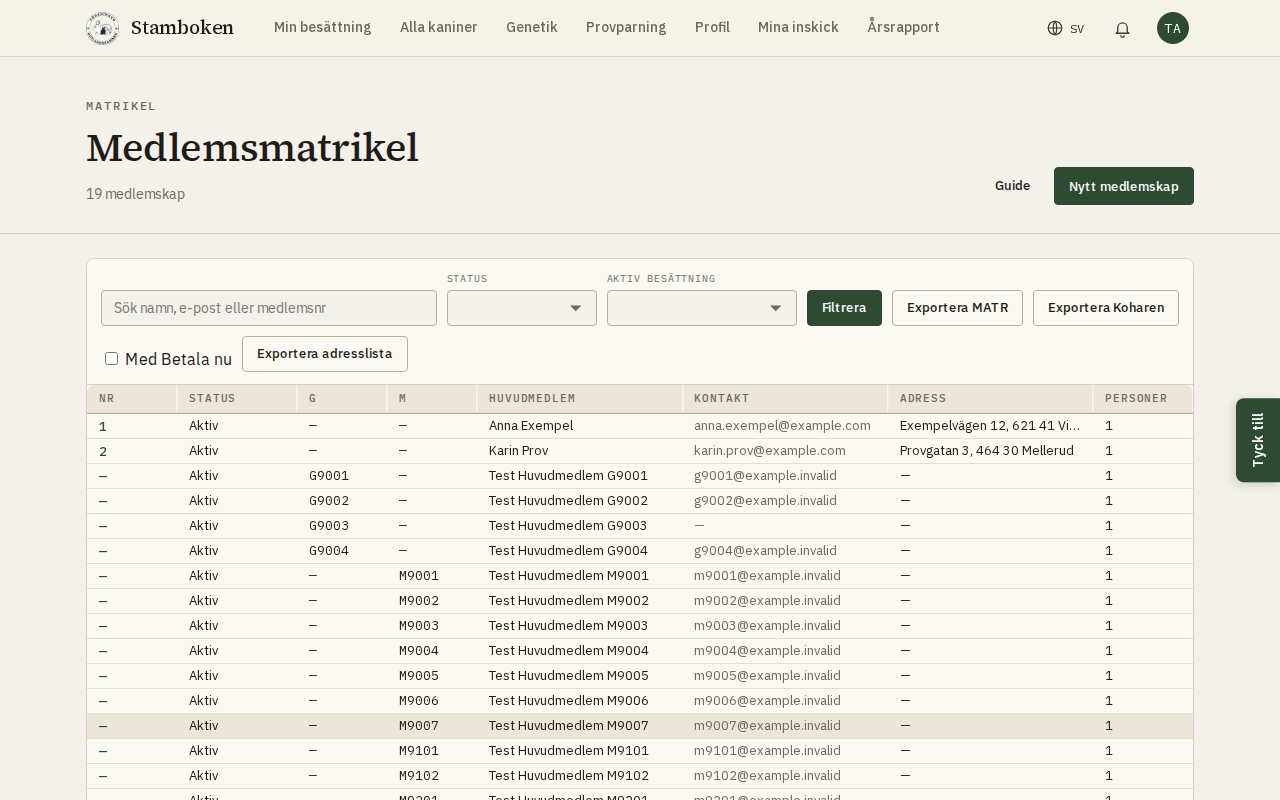 Stamboken Min besättning Alla kaniner Genetik Provparning Profil Mina inskick Årsrapport SV TA
MATRIKEL
Medlemsmatrikel
19 medlemskap
Guide Nytt medlemskap
STATUS AKTIV BESÄTTNING
Sök namn, e-post eller medlemsnr Filtrera Exportera MATR Exportera Koharen
Med Betala nu Exportera adresslista
NR STATUS G M HUVUDMEDLEM KONTAKT ADRESS PERSONER
1 Aktiv — — Anna Exempel anna.exempel@example.com Exempelvägen 12, 621 41 Vi… 1
2 Aktiv — — Karin Prov karin.prov@example.com Provgatan 3, 464 30 Mellerud 1
— Aktiv G9001 — Test Huvudmedlem G9001 g9001@example.invalid — 1
— Aktiv G9002 — Test Huvudmedlem G9002 g9002@example.invalid — 1
— Aktiv G9003 — Test Huvudmedlem G9003 — — 1
— Aktiv G9004 — Test Huvudmedlem G9004 g9004@example.invalid — 1
— Aktiv — M9001 Test Huvudmedlem M9001 m9001@example.invalid — 1
— Aktiv — M9002 Test Huvudmedlem M9002 m9002@example.invalid — 1
— Aktiv — M9003 Test Huvudmedlem M9003 m9003@example.invalid — 1
— Aktiv — M9004 Test Huvudmedlem M9004 m9004@example.invalid — 1
— Aktiv — M9005 Test Huvudmedlem M9005 m9005@example.invalid — 1
— Aktiv — M9006 Test Huvudmedlem M9006 m9006@example.invalid — 1
— Aktiv — M9007 Test Huvudmedlem M9007 m9007@example.invalid — 1
— Aktiv — M9101 Test Huvudmedlem M9101 m9101@example.invalid — 1
— Aktiv — M9102 Test Huvudmedlem M9102 m9102@example.invalid — 1
— Aktiv — M9201 Test Huvudmedlem M9201 m9201@example.invalid — 1
Tyck till